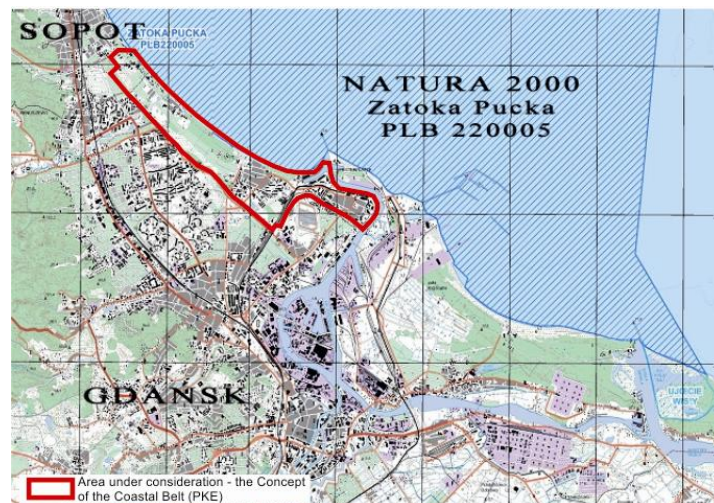 SOPOT
ZATOKA PUCKA
PLB220005
NATURA 2000
Zatoka Pucka
PLB 220005
GDAŃSK
UJŚCIE
WISŁY
Area under consideration - the Concept
of the Coastal Belt (PKE)